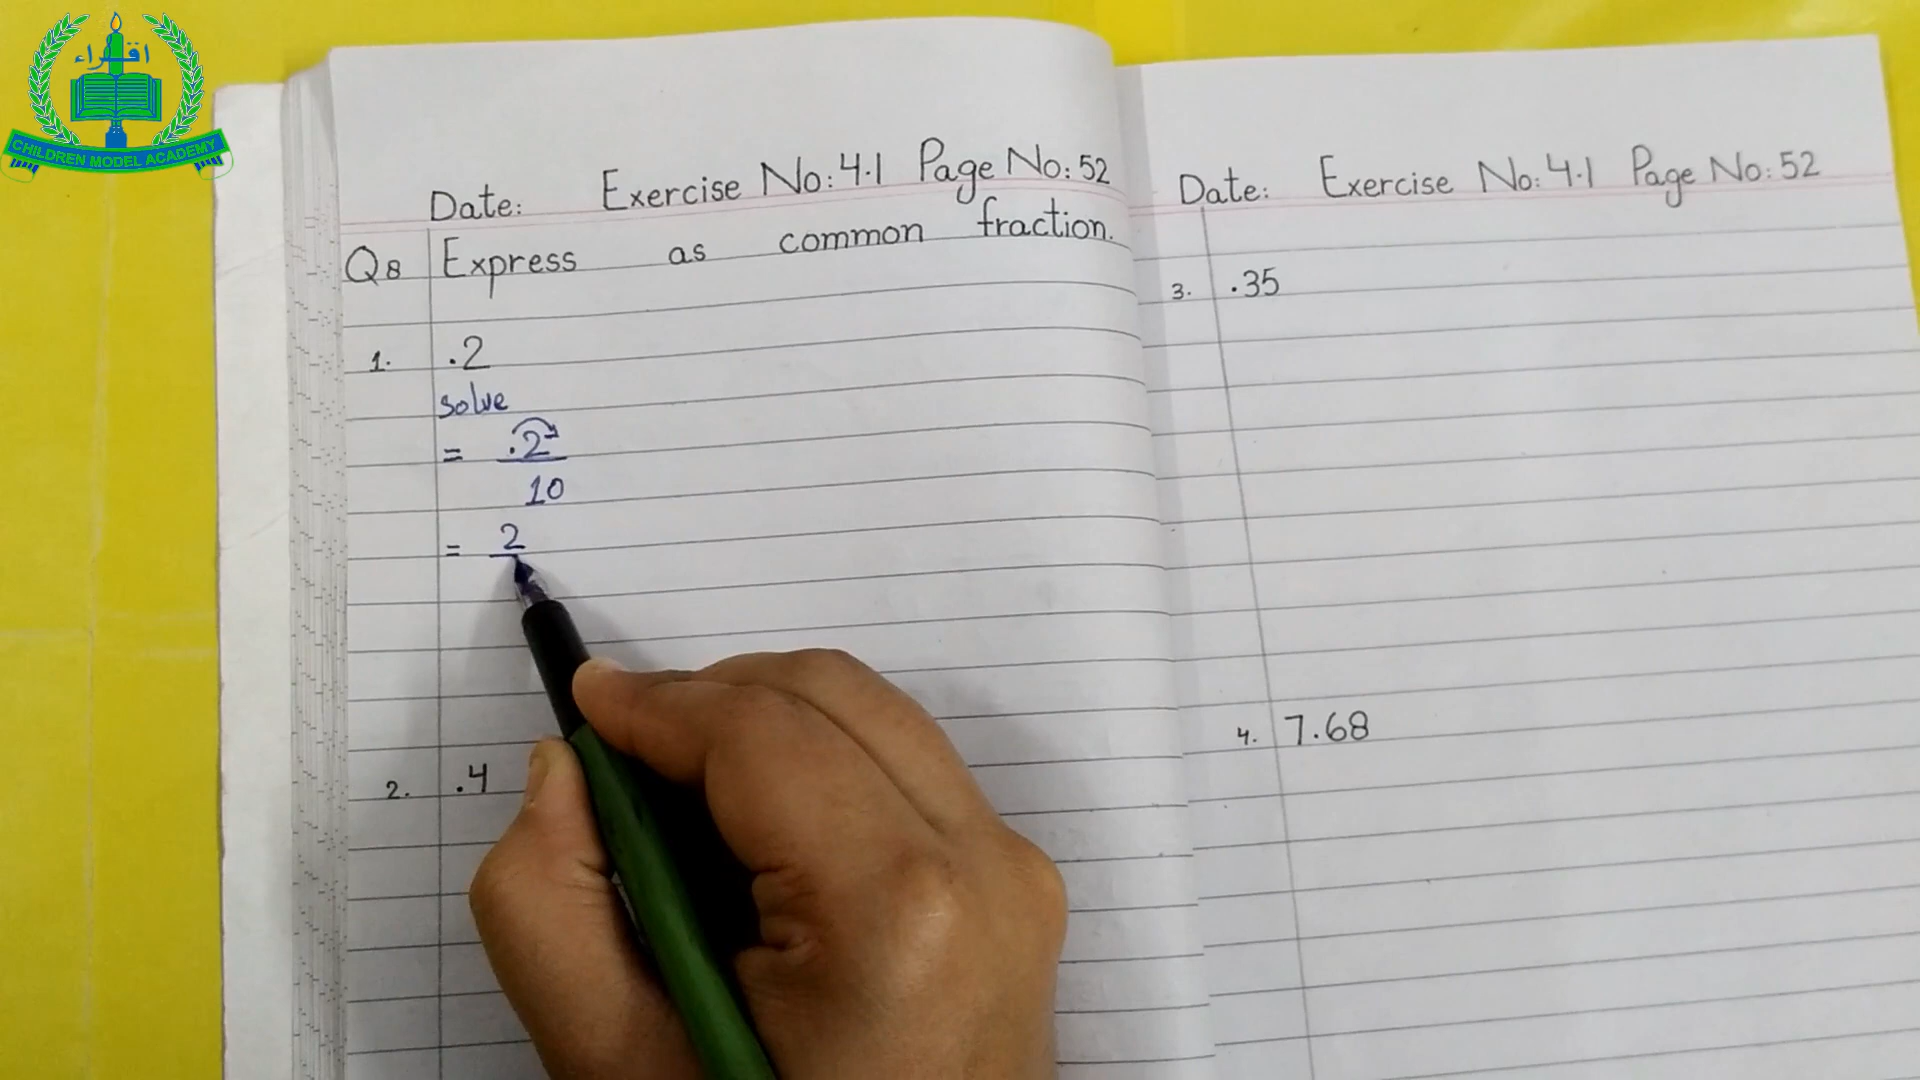 اقراء
CHILDREN MODEL ACADEMY
Date: Exercise No:4.1 Page No:52
Q8 Express as common fraction.
1. .2
solve
= .2
10
= 2
2. .4
Date: Exercise No:4.1 Page No:52
3. .35
4. 7.68